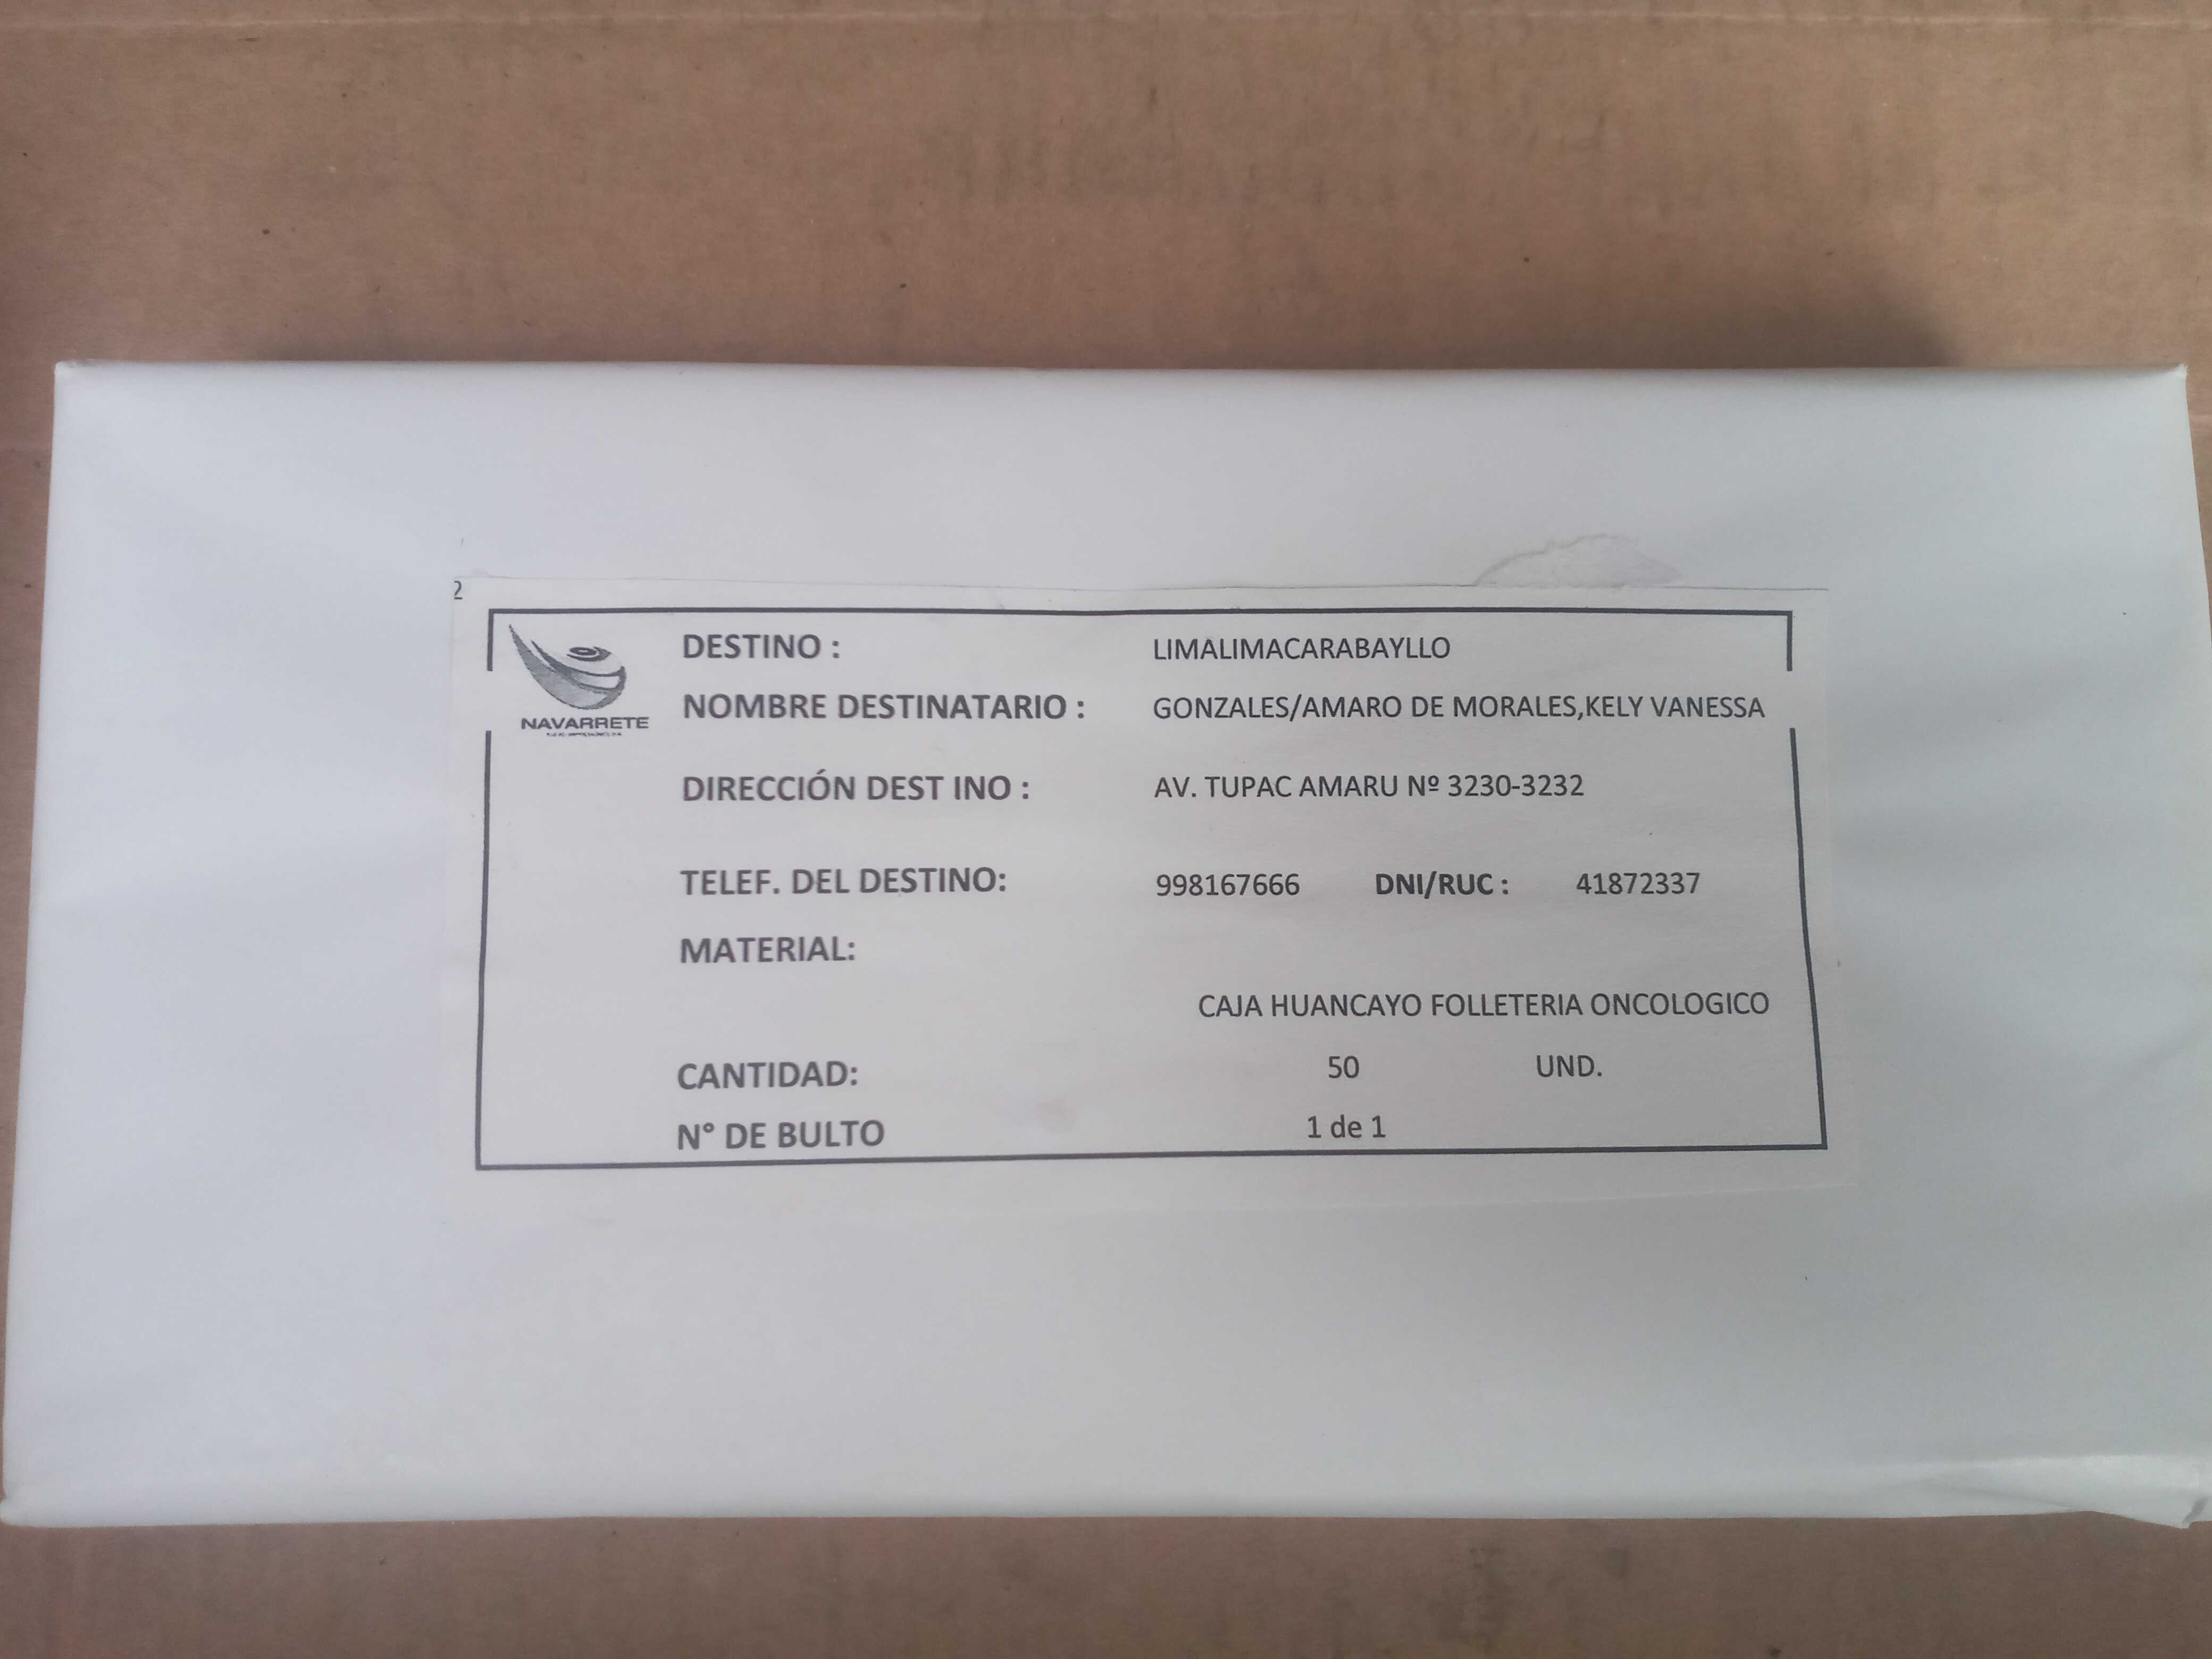 2
NAVARRETE
DESTINO : LIMALIMACARABAYLLO
NOMBRE DESTINATARIO : GONZALES/AMARO DE MORALES,KELY VANESSA
DIRECCIÓN DEST INO : AV. TUPAC AMARU Nº 3230-3232
TELEF. DEL DESTINO: 998167666 DNI/RUC : 41872337
MATERIAL:
CAJA HUANCAYO FOLLETERIA ONCOLOGICO
CANTIDAD: 50 UND.
N° DE BULTO 1 de 1